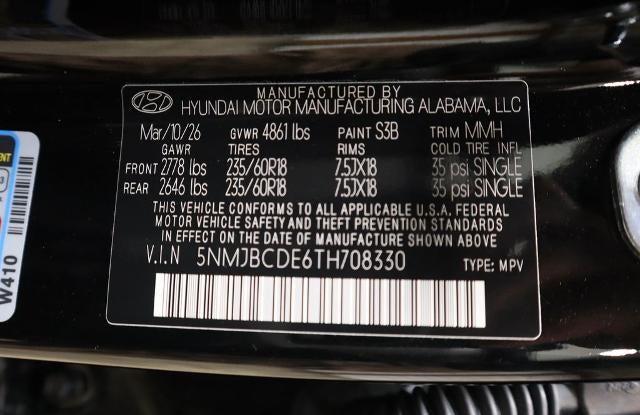 MANUFACTURED BY
HYUNDAI MOTOR MANUFACTURING ALABAMA, LLC
Mar/10/26 GVWR 4861 lbs PAINT S3B TRIM MMH
GAWR TIRES RIMS COLD TIRE INFL
FRONT 2778 lbs 235/60R18 7.5JX18 35 psi SINGLE
REAR 2646 lbs 235/60R18 7.5JX18 35 psi SINGLE
THIS VEHICLE CONFORMS TO ALL APPLICABLE U.S.A. FEDERAL
MOTOR VEHICLE SAFETY AND THEFT PREVENTION STANDARDS
IN EFFECT ON THE DATE OF MANUFACTURE SHOWN ABOVE.
V.I.N 5NMJBCDE6TH708330 TYPE: MPV
W410